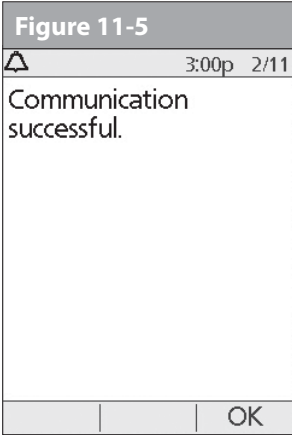 Figure 11-5
3:00p 2/11
Communication
successful.
OK